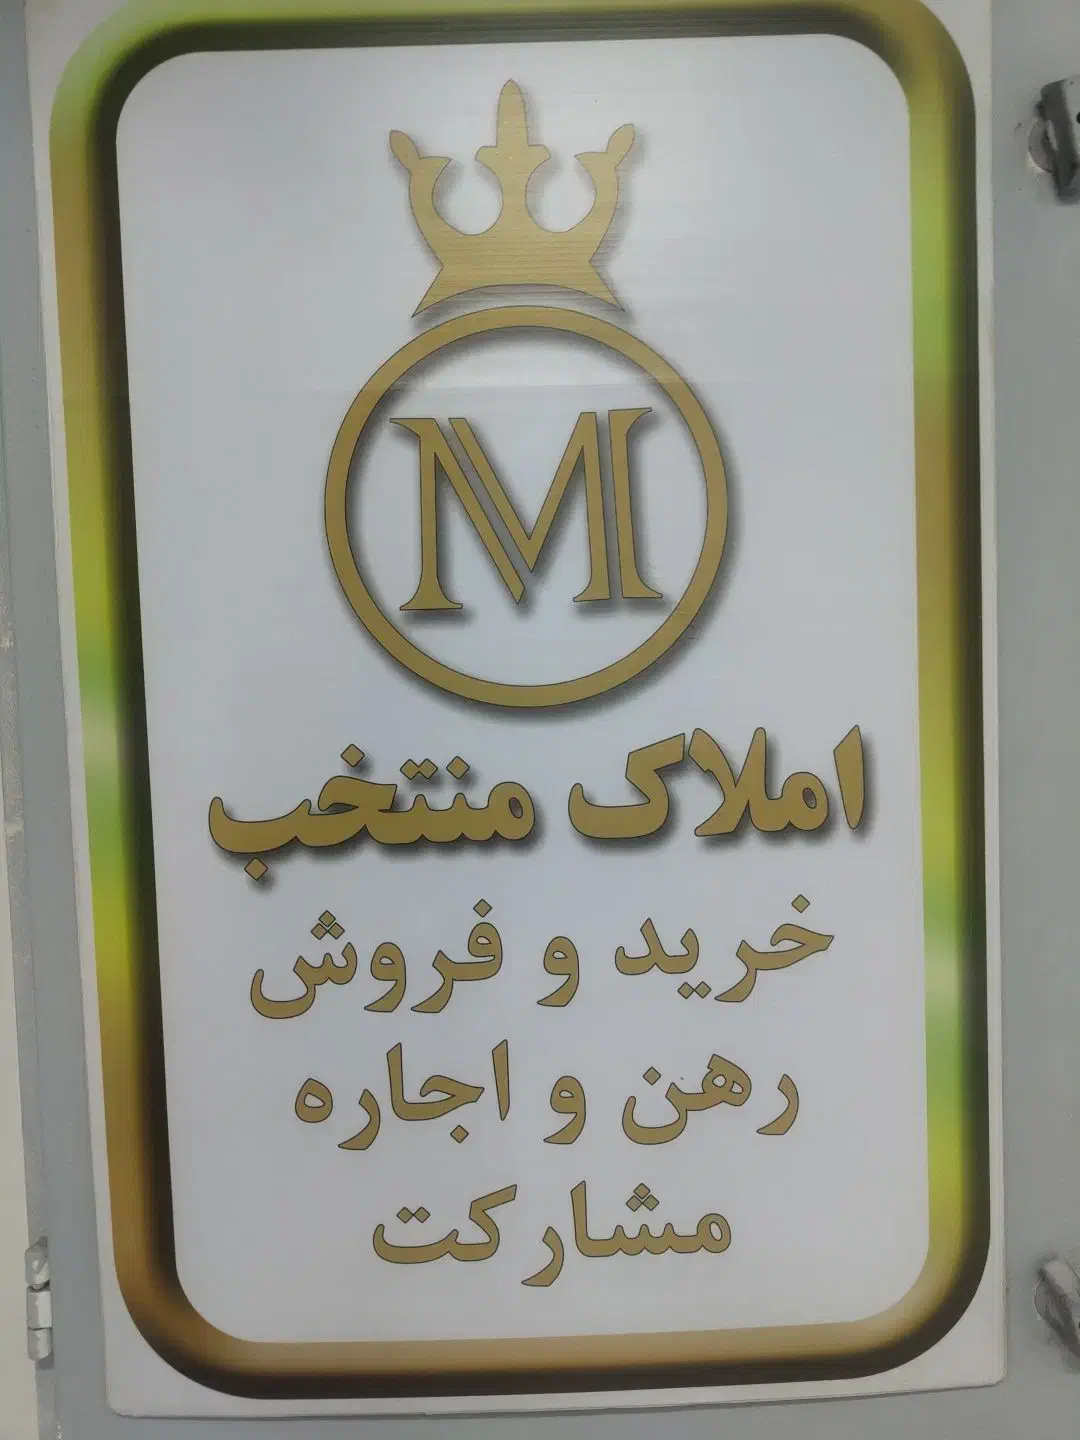 M
املاک منتخب
خرید و فروش
رهن و اجاره
مشارکت